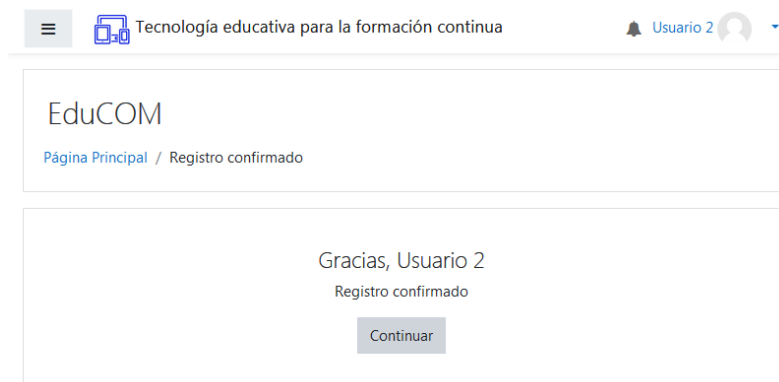 Tecnología educativa para la formación continua
Usuario 2
EduCOM
Página Principal / Registro confirmado
Gracias, Usuario 2
Registro confirmado
Continuar